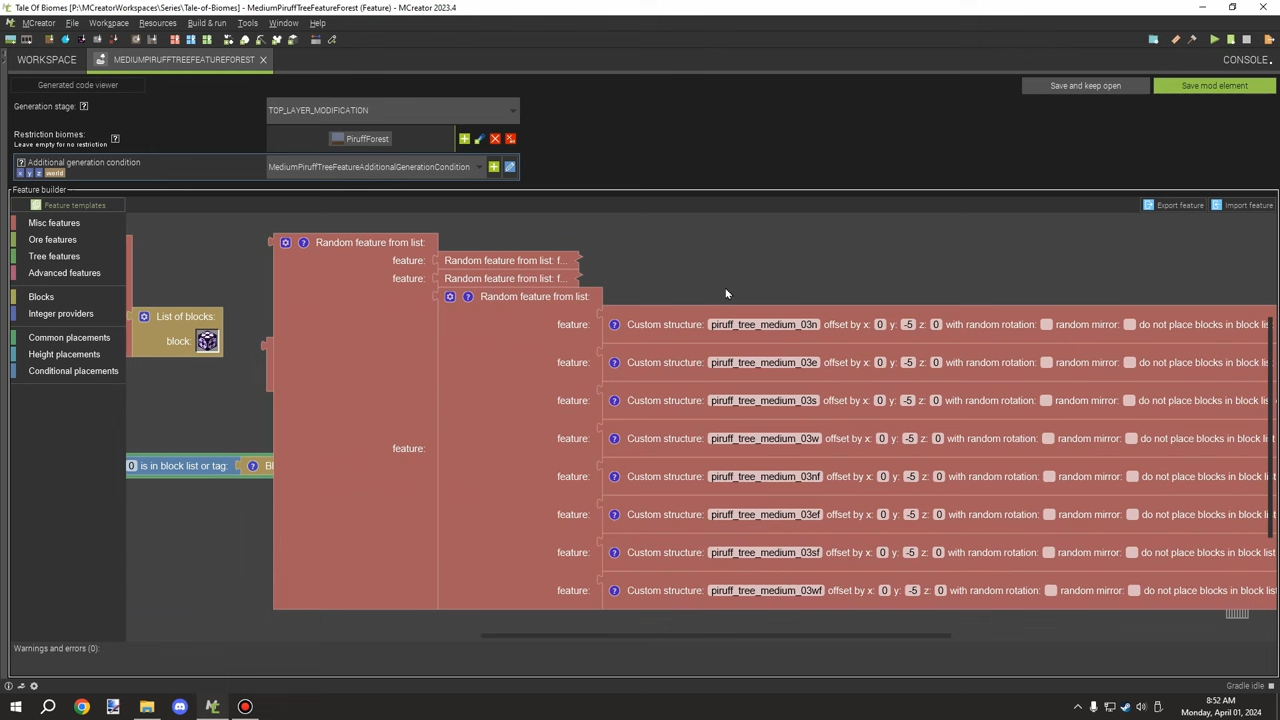 Tale Of Biomes [P:\MCreatorWorkspaces\Series\Tale-of-Biomes] - MediumPiruffTreeFeatureForest (Feature) - MCreator 2023.4
MCreator File Workspace Resources Build & run Tools Window Help
WORKSPACE MEDIUMPIRUFFTREEFEATUREFOREST CONSOLE
Generated code viewer Save and keep open Save mod element
Generation stage: ? TOP_LAYER_MODIFICATION
Restriction biomes: ? PiruffForest
Leave empty for no restriction
? Additional generation condition MediumPiruffTreeFeatureAdditionalGenerationCondition
x y z world
Feature builder
Feature templates Export feature Import feature
Misc features
Ore features
Tree features
Advanced features
Blocks
Integer providers
Common placements
Height placements
Conditional placements
List of blocks:
block:
0 is in block list or tag: ? Bl
? Random feature from list:
feature: Random feature from list: f...
feature: Random feature from list: f...
? Random feature from list:
feature: ? Custom structure: piruff_tree_medium_03n offset by x: 0 y: -5 z: 0 with random rotation: random mirror: do not place blocks in block lis
feature: ? Custom structure: piruff_tree_medium_03e offset by x: 0 y: -5 z: 0 with random rotation: random mirror: do not place blocks in block lis
feature: ? Custom structure: piruff_tree_medium_03s offset by x: 0 y: -5 z: 0 with random rotation: random mirror: do not place blocks in block lis
feature: ? Custom structure: piruff_tree_medium_03w offset by x: 0 y: -5 z: 0 with random rotation: random mirror: do not place blocks in block lis
feature:
feature: ? Custom structure: piruff_tree_medium_03nf offset by x: 0 y: -5 z: 0 with random rotation: random mirror: do not place blocks in block lis
feature: ? Custom structure: piruff_tree_medium_03ef offset by x: 0 y: -5 z: 0 with random rotation: random mirror: do not place blocks in block lis
feature: ? Custom structure: piruff_tree_medium_03sf offset by x: 0 y: -5 z: 0 with random rotation: random mirror: do not place blocks in block lis
feature: ? Custom structure: piruff_tree_medium_03wf offset by x: 0 y: -5 z: 0 with random rotation: random mirror: do not place blocks in block lis
Warnings and errors (0):
Gradle idle
8:52 AM
Monday, April 01, 2024